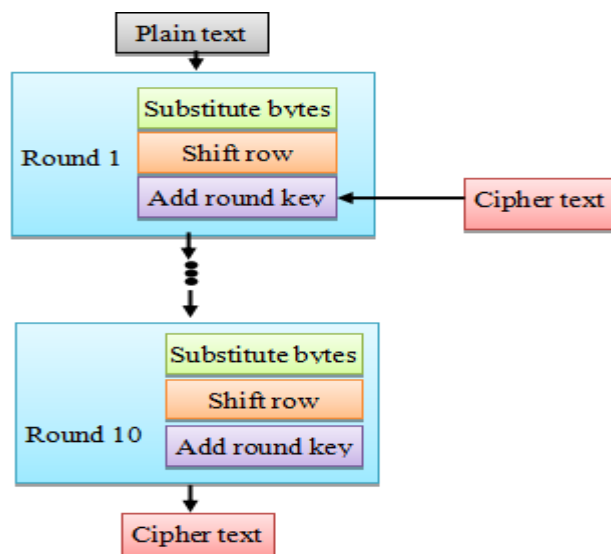 Plain text
Substitute bytes
Shift row
Round 1
Add round key
Cipher text
Substitute bytes
Shift row
Round 10
Add round key
Cipher text